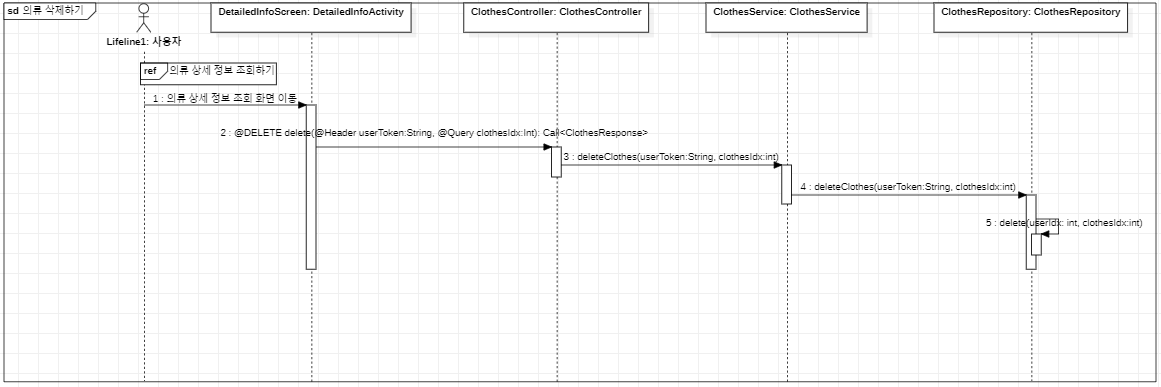 sd 의류 삭제하기
Lifeline1: 사용자
DetailedInfoScreen: DetailedInfoActivity
ClothesController: ClothesController
ClothesService: ClothesService
ClothesRepository: ClothesRepository
ref 의류 상세 정보 조회하기
1 : 의류 상세 정보 조회 화면 이동
2 : @DELETE delete(@Header userToken:String, @Query clothesIdx:Int): Call<ClothesResponse>
3 : deleteClothes(userToken:String, clothesIdx:int)
4 : deleteClothes(userToken:String, clothesIdx:int)
5 : delete(userIdx: int, clothesIdx:int)